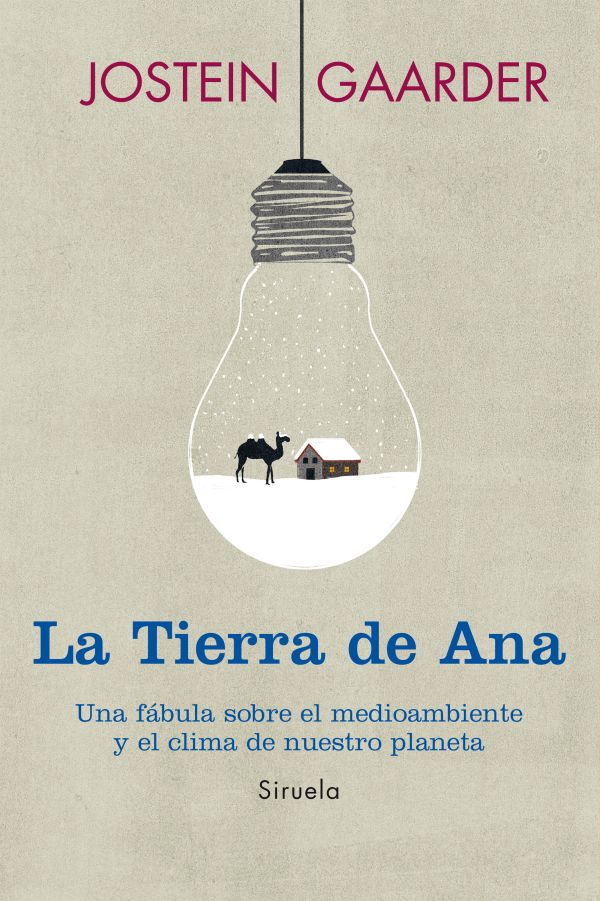 JOSTEIN GAARDER
La Tierra de Ana
Una fábula sobre el medioambiente
y el clima de nuestro planeta
Siruela